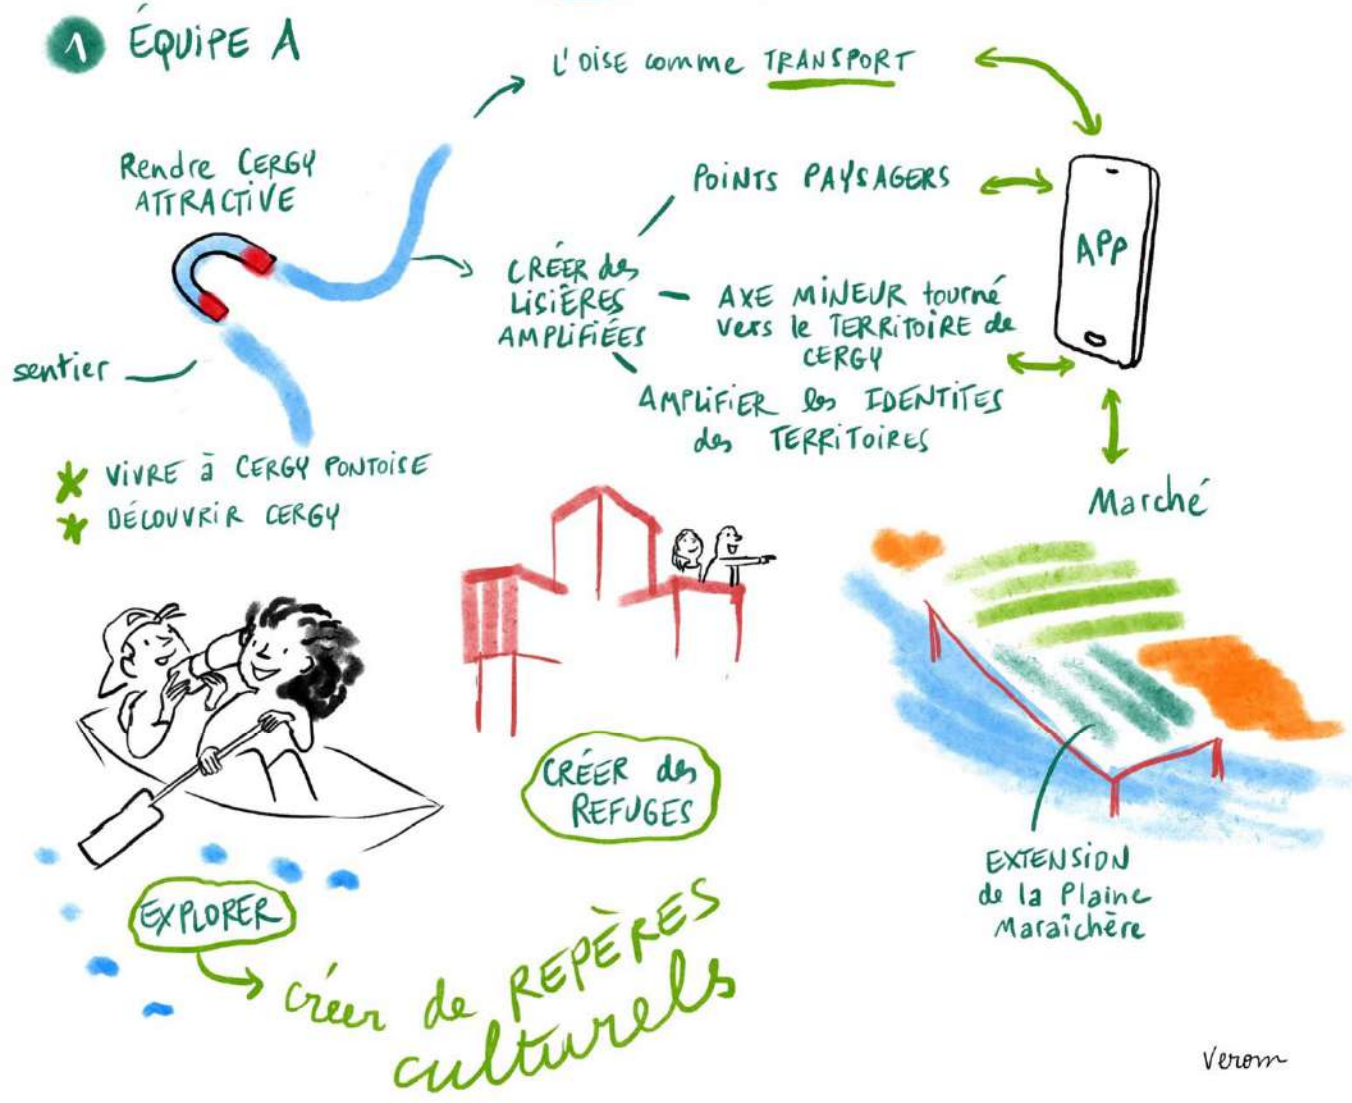 1 ÉQUIPE A
L'OISE comme TRANSPORT
Rendre CERGY
ATTRACTIVE
POINTS PAYSAGERS
APP
CRÉER des
LISIÈRES
AMPLIFIÉES
AXE MINEUR tourné
vers le TERRITOIRE de
CERGY
sentier
AMPLIFIER les IDENTITES
des TERRITOIRES
VIVRE à CERGY PONTOISE
DÉCOUVRIR CERGY
Marché
CRÉER des
REFUGES
EXTENSION
de la Plaine
Maraîchère
EXPLORER
créer de REPÈRES
culturels
Verom